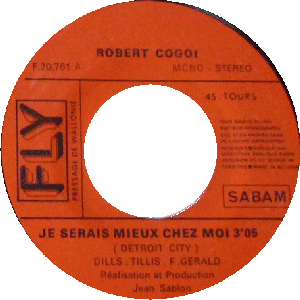 ROBERT COGOI
F.20.761 A
MONO - STEREO
45 TOURS
FLY
PRESSAGE DE WALLONIE
SABAM
JE SERAIS MIEUX CHEZ MOI 3'05
( DETROIT CITY )
DILLS . TILLIS . F. GERALD
Réalisation et Production
Jean Sablon